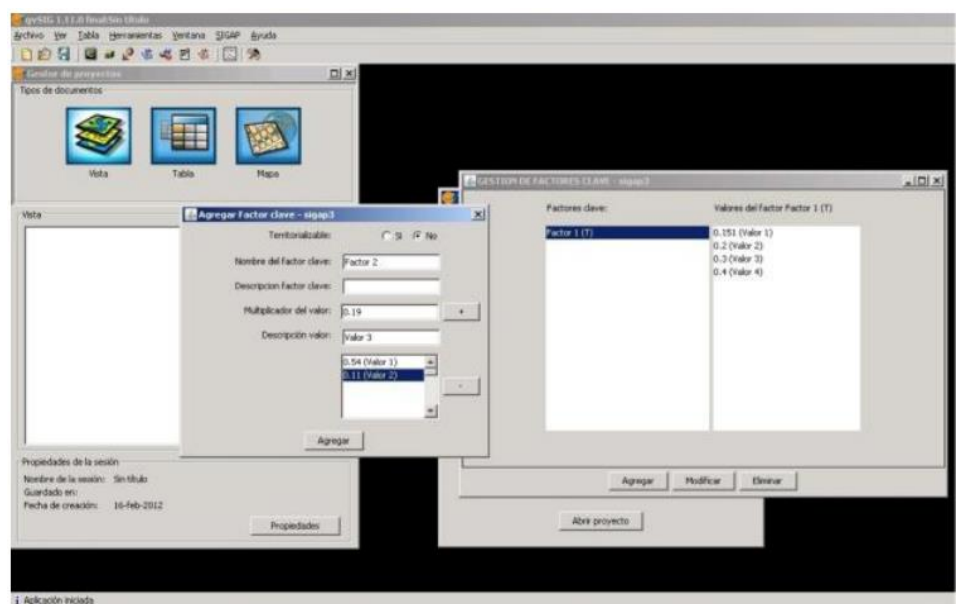 gvSIG 1.11.0 final:Sin título
Archivo Ver Tabla Herramientas Ventana SIGAP Ayuda
Gestor de proyectos
Tipos de documentos
Vista Tabla Mapa
Vista
Propiedades de la sesión
Nombre de la sesión: Sin título
Guardado en:
Fecha de creación: 16-feb-2012
Propiedades
Agregar Factor clave - sigap3
Territorializable: Si No
Nombre del factor clave: Factor 2
Descripcion factor clave:
Multiplicador del valor: 0.19 +
Descripción valor: Valor 3
0.54 (Valor 1)
0.11 (Valor 2)
-
Agregar
GESTION DE FACTORES CLAVE - sigap3
Factores clave: Valores del factor Factor 1 (T)
Factor 1 (T)
0.151 (Valor 1)
0.2 (Valor 2)
0.3 (Valor 3)
0.4 (Valor 4)
Agregar Modificar Eliminar
Abrir proyecto
Aplicación iniciada